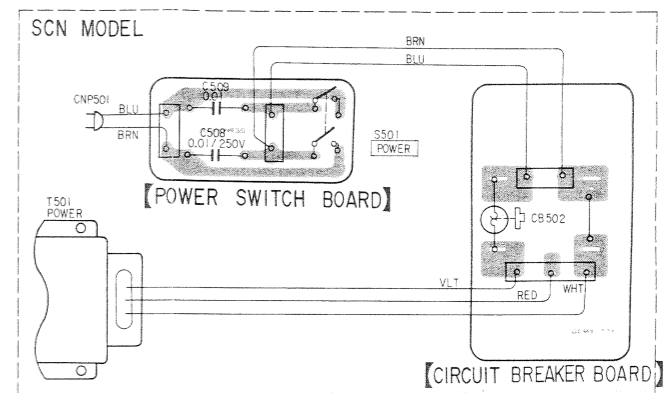 SCN MODEL
BRN
BLU
C509
0.01
CNP501
BLU
BRN
C508
0.01/250V
S501
POWER
【POWER SWITCH BOARD】
T501
POWER
CB502
VLT
RED
WHT
【CIRCUIT BREAKER BOARD】